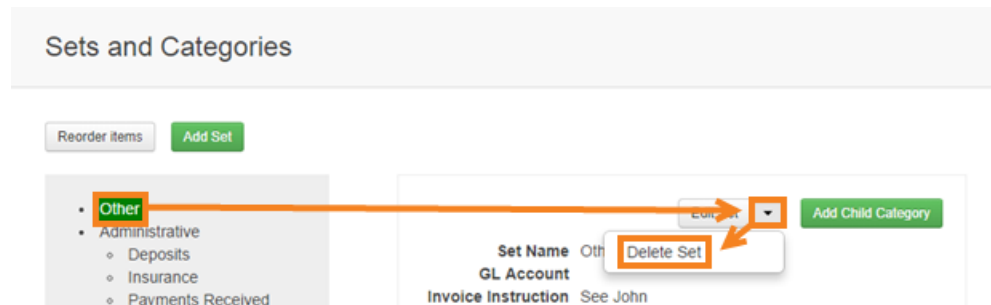 Sets and Categories
Reorder items Add Set
Other
Administrative
Deposits
Insurance
Payments Received
Add Child Category
Delete Set
Set Name
GL Account
Invoice Instruction See John